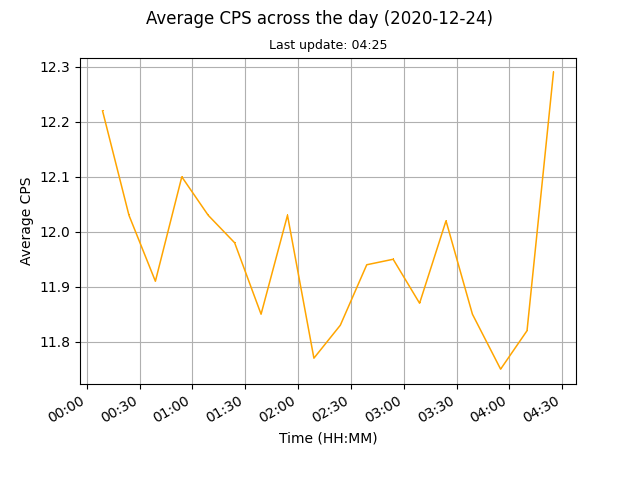 Average CPS across the day (2020-12-24)
Last update: 04:25
12.3
12.2
12.1
12.0
11.9
11.8
Average CPS
00:00 00:30 01:00 01:30 02:00 02:30 03:00 03:30 04:00 04:30
Time (HH:MM)